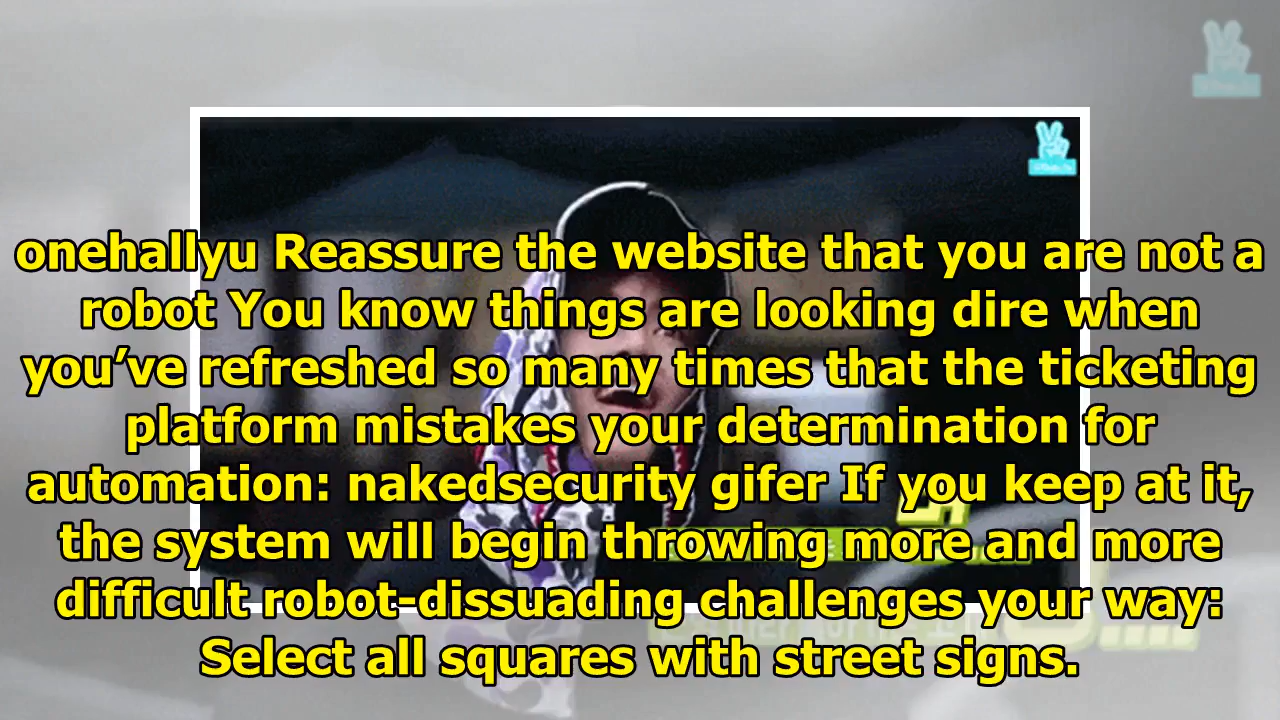 onehallyu Reassure the website that you are not a
robot You know things are looking dire when
you’ve refreshed so many times that the ticketing
platform mistakes your determination for
automation: nakedsecurity gifer If you keep at it,
the system will begin throwing more and more
difficult robot-dissuading challenges your way:
Select all squares with street signs.